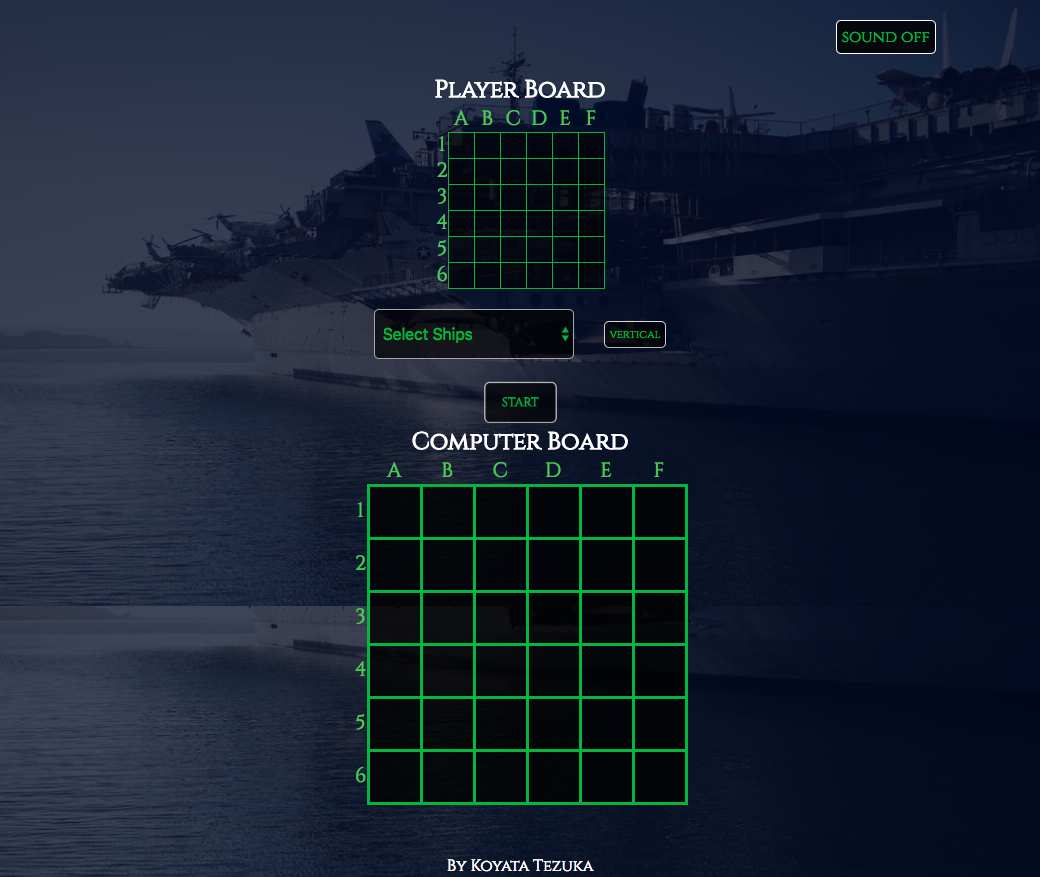 SOUND OFF
Player Board
A B C D E F
1
2
3
4
5
6
Select Ships
VERTICAL
START
Computer Board
A B C D E F
1
2
3
4
5
6
By Koyata Tezuka